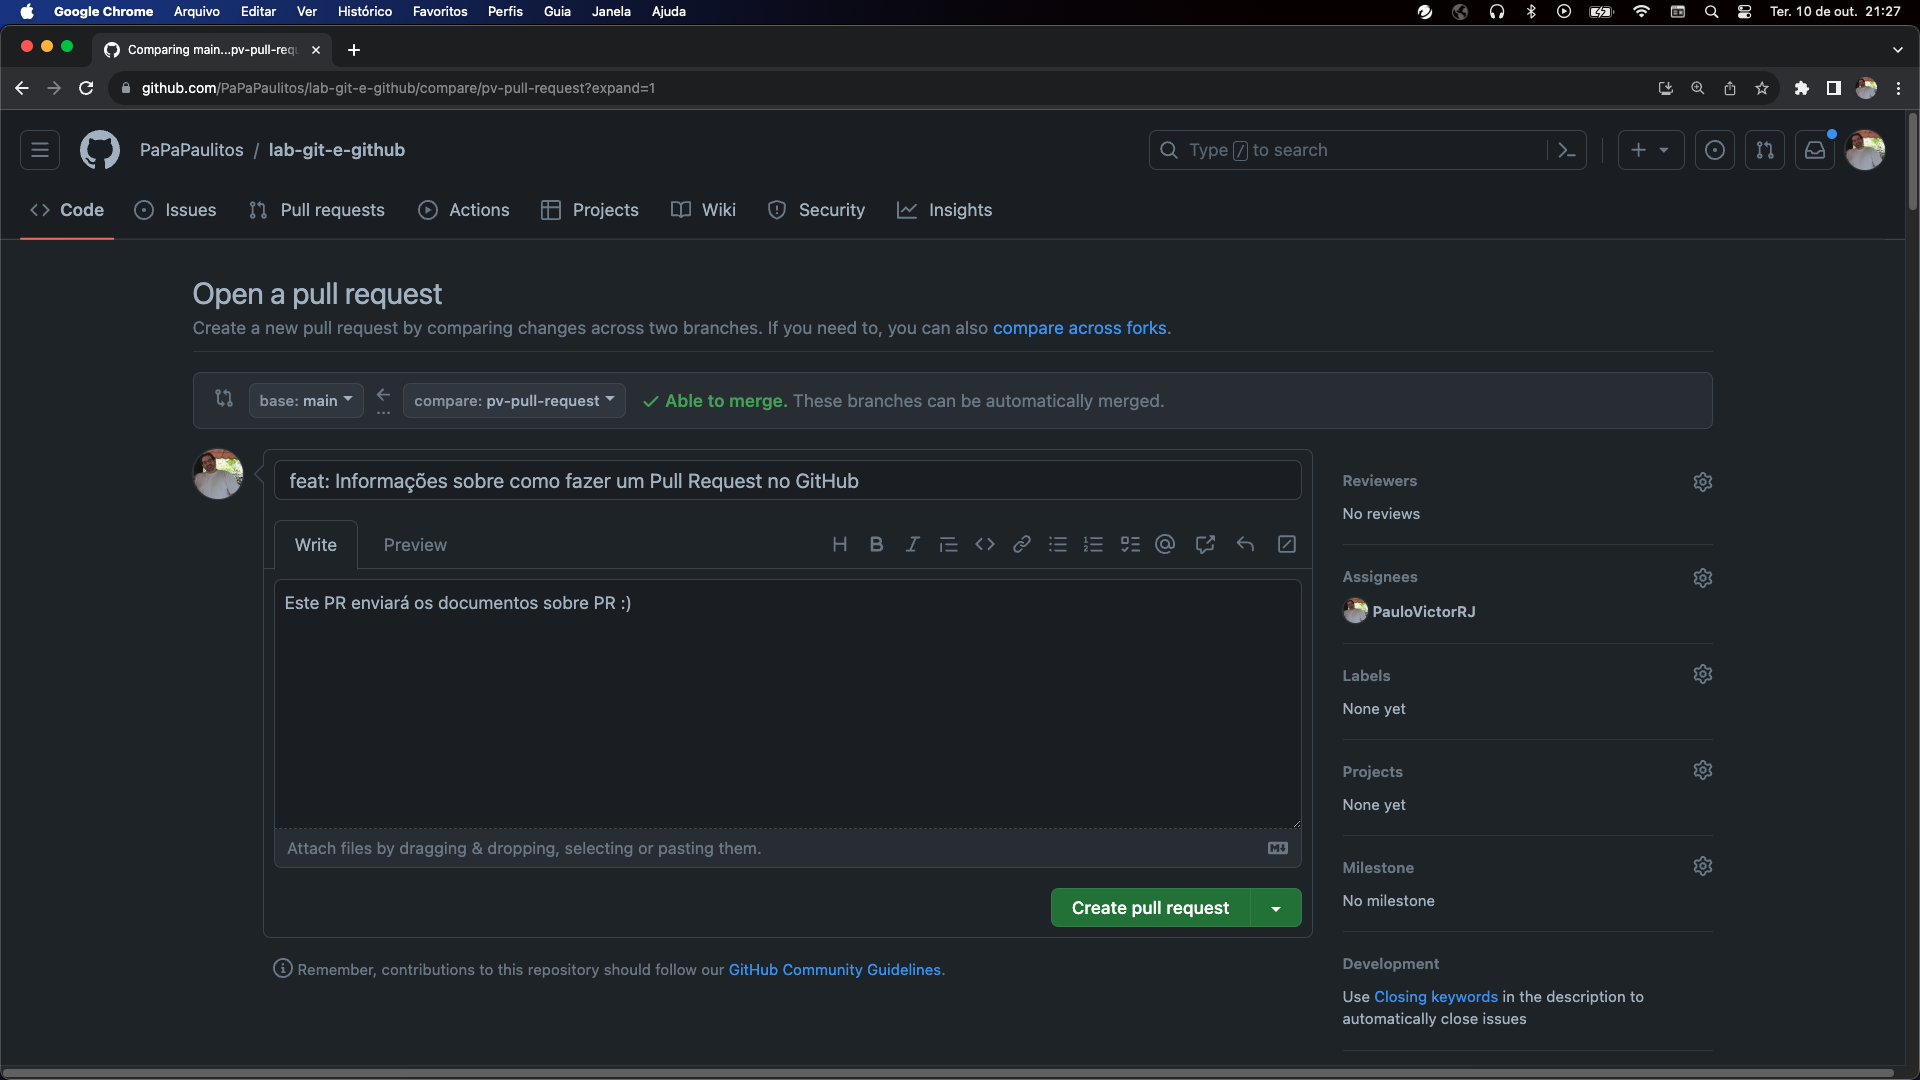 Google Chrome Arquivo Editar Ver Histórico Favoritos Perfis Guia Janela Ajuda Ter. 10 de out. 21:27
Comparing main...pv-pull-requ
github.com/PaPaPaulitos/lab-git-e-github/compare/pv-pull-request?expand=1
PaPaPaulitos / lab-git-e-github
Type / to search
Code Issues Pull requests Actions Projects Wiki Security Insights
Open a pull request
Create a new pull request by comparing changes across two branches. If you need to, you can also compare across forks.
base: main ... compare: pv-pull-request Able to merge. These branches can be automatically merged.
feat: Informações sobre como fazer um Pull Request no GitHub
Write Preview
Este PR enviará os documentos sobre PR :)
Attach files by dragging & dropping, selecting or pasting them.
Create pull request
Remember, contributions to this repository should follow our GitHub Community Guidelines.
Reviewers
No reviews
Assignees
PauloVictorRJ
Labels
None yet
Projects
None yet
Milestone
No milestone
Development
Use Closing keywords in the description to
automatically close issues